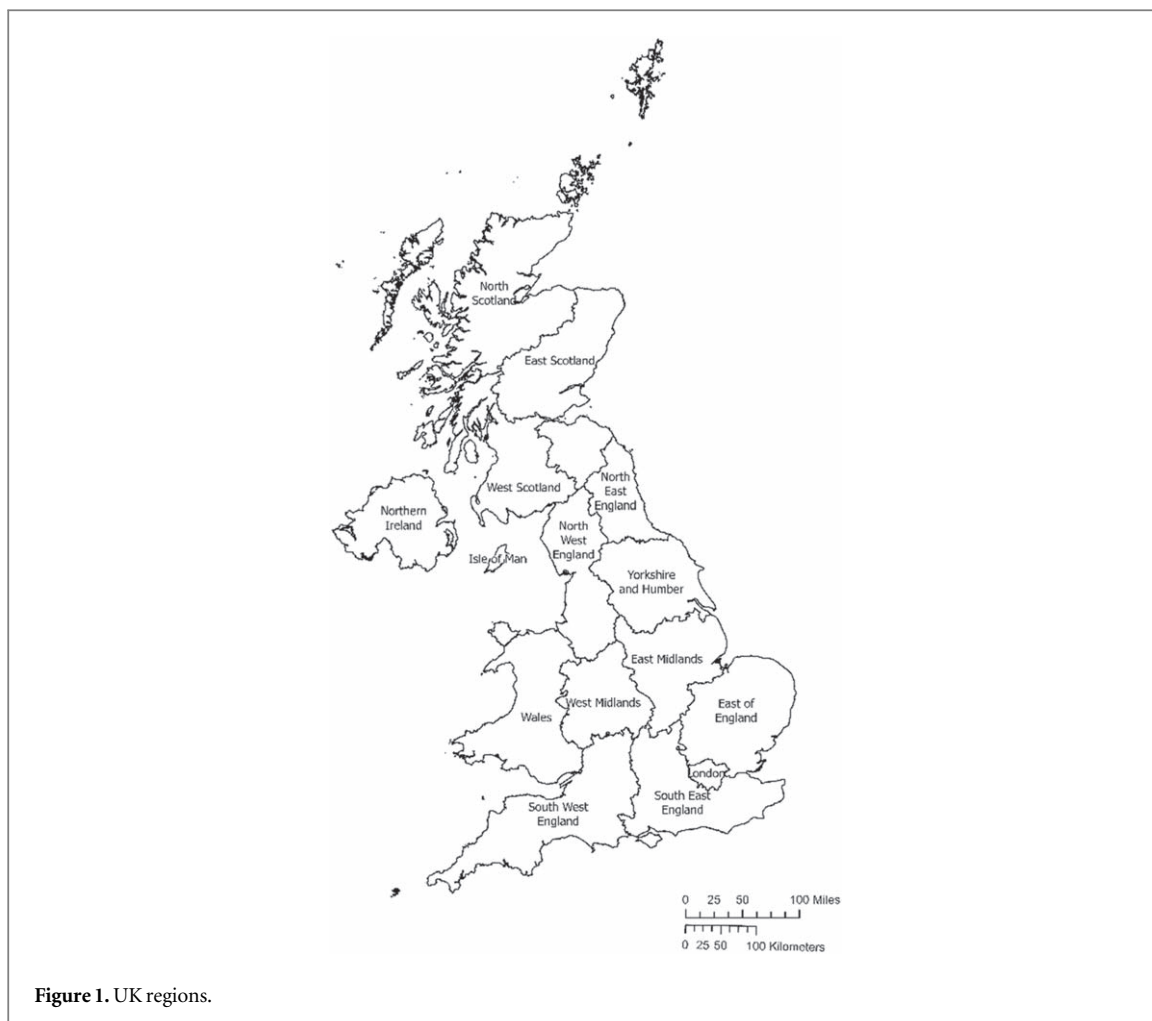 North
Scotland
East Scotland
West Scotland
North
East
England
Northern
Ireland
North
West
England
Isle of Man
Yorkshire
and Humber
East Midlands
West Midlands
East of
England
Wales
London
South East
England
South West
England
0 25 50 100 Miles
0 25 50 100 Kilometers
Figure 1. UK regions.